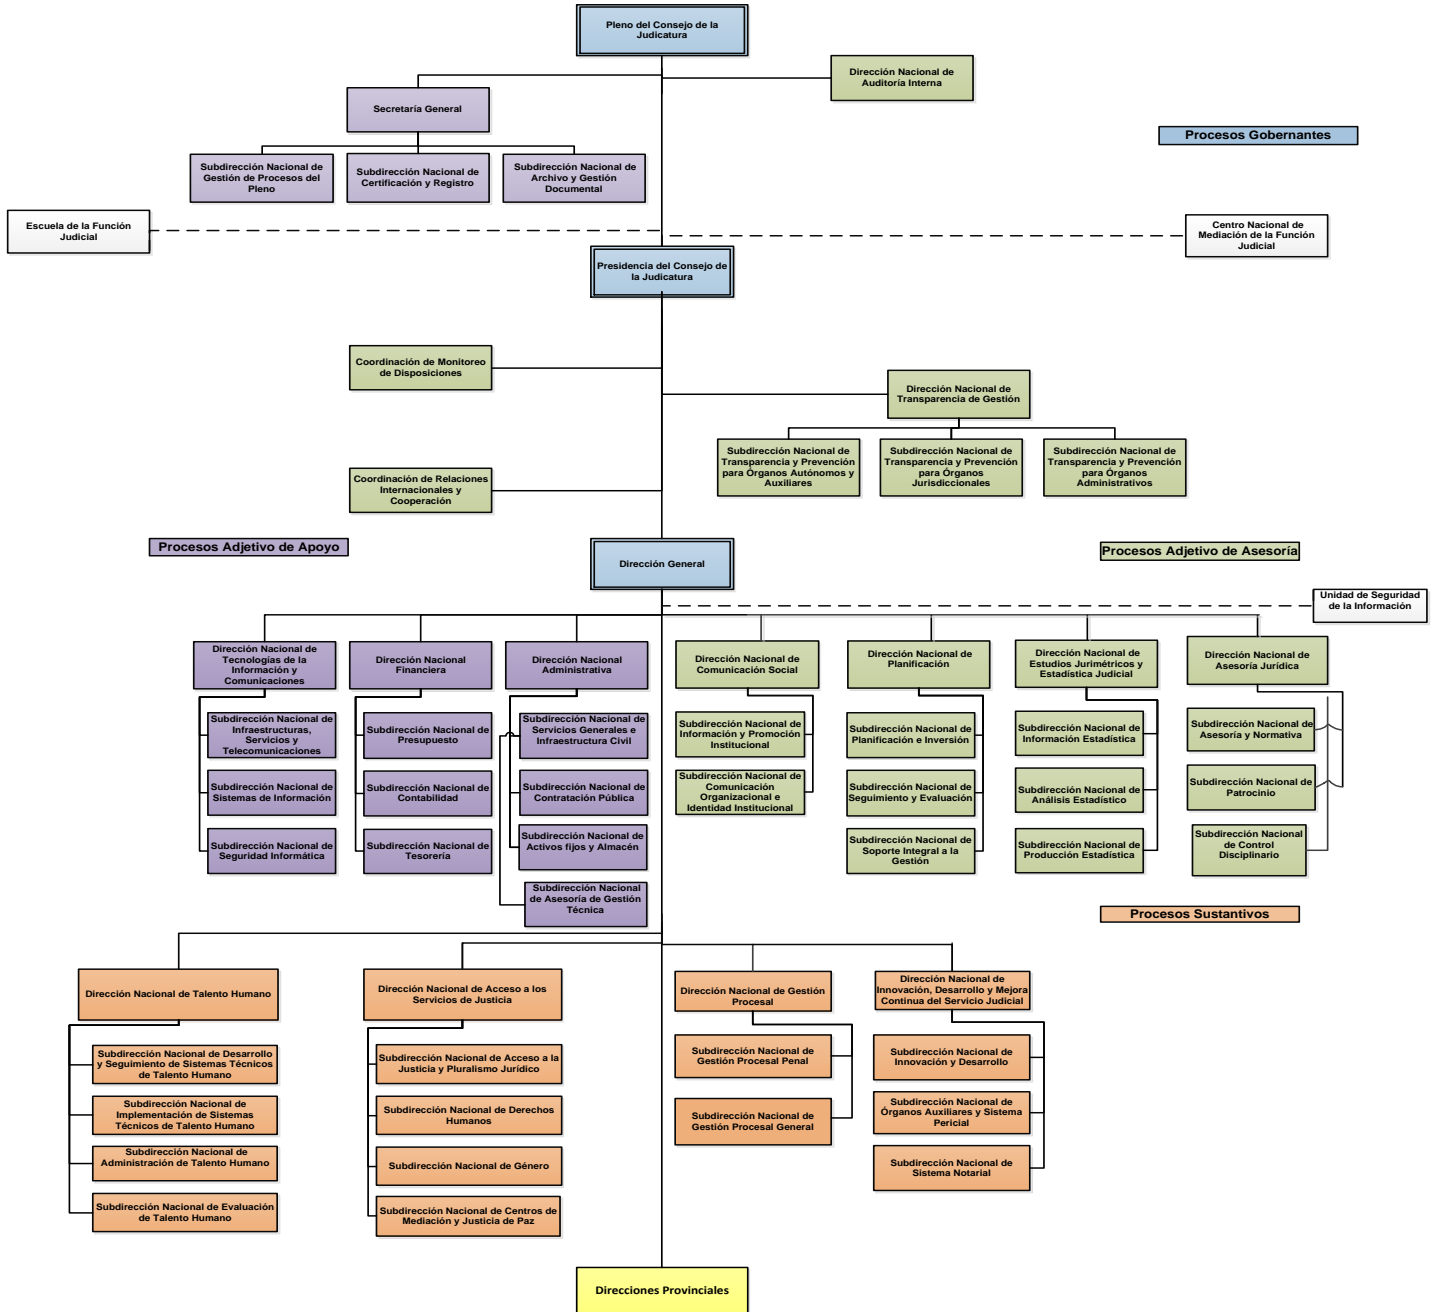 Pleno del Consejo de la
Judicatura
Dirección Nacional de
Auditoría Interna
Secretaría General
Procesos Gobernantes
Subdirección Nacional de
Gestión de Procesos del
Pleno
Subdirección Nacional de
Certificación y Registro
Subdirección Nacional de
Archivo y Gestión
Documental
Escuela de la Función
Judicial
Centro Nacional de
Mediación de la Función
Judicial
Presidencia del Consejo de
la Judicatura
Coordinación de Monitoreo
de Disposiciones
Dirección Nacional de
Transparencia de Gestión
Subdirección Nacional de
Transparencia y Prevención
para Órganos Autónomos y
Auxiliares
Subdirección Nacional de
Transparencia y Prevención
para Órganos
Jurisdiccionales
Subdirección Nacional de
Transparencia y Prevención
para Órganos
Administrativos
Coordinación de Relaciones
Internacionales y
Cooperación
Procesos Adjetivo de Apoyo
Procesos Adjetivo de Asesoría
Dirección General
Unidad de Seguridad
de la Información
Dirección Nacional de
Tecnologías de la
Información y
Comunicaciones
Dirección Nacional
Financiera
Dirección Nacional
Administrativa
Dirección Nacional de
Comunicación Social
Dirección Nacional de
Planificación
Dirección Nacional de
Estudios Jurimétricos y
Estadística Judicial
Dirección Nacional de
Asesoría Jurídica
Subdirección Nacional de
Infraestructuras,
Servicios y
Telecomunicaciones
Subdirección Nacional de
Presupuesto
Subdirección Nacional de
Servicios Generales e
Infraestructura Civil
Subdirección Nacional de
Información y Promoción
Institucional
Subdirección Nacional de
Planificación e Inversión
Subdirección Nacional de
Información Estadística
Subdirección Nacional de
Asesoría y Normativa
Subdirección Nacional de
Sistemas de Información
Subdirección Nacional de
Contabilidad
Subdirección Nacional de
Contratación Pública
Subdirección Nacional de
Comunicación
Organizacional e
Identidad Institucional
Subdirección Nacional de
Seguimiento y Evaluación
Subdirección Nacional de
Análisis Estadístico
Subdirección Nacional de
Patrocinio
Subdirección Nacional de
Seguridad Informática
Subdirección Nacional de
Tesorería
Subdirección Nacional de
Activos fijos y Almacén
Subdirección Nacional de
Soporte Integral a la
Gestión
Subdirección Nacional de
Producción Estadística
Subdirección Nacional
de Control
Disciplinario
Subdirección Nacional
de Asesoría de Gestión
Técnica
Procesos Sustantivos
Dirección Nacional de Talento Humano
Dirección Nacional de Acceso a los
Servicios de Justicia
Dirección Nacional de Gestión
Procesal
Dirección Nacional de
Innovación, Desarrollo y Mejora
Continua del Servicio Judicial
Subdirección Nacional de Desarrollo
y Seguimiento de Sistemas Técnicos
de Talento Humano
Subdirección Nacional de Acceso a la
Justicia y Pluralismo Jurídico
Subdirección Nacional de
Gestión Procesal Penal
Subdirección Nacional de
Innovación y Desarrollo
Subdirección Nacional de
Implementación de Sistemas
Técnicos de Talento Humano
Subdirección Nacional de Derechos
Humanos
Subdirección Nacional de
Gestión Procesal General
Subdirección Nacional de
Órganos Auxiliares y Sistema
Pericial
Subdirección Nacional de
Administración de Talento Humano
Subdirección Nacional de Género
Subdirección Nacional de
Sistema Notarial
Subdirección Nacional de Evaluación
de Talento Humano
Subdirección Nacional de Centros de
Mediación y Justicia de Paz
Direcciones Provinciales